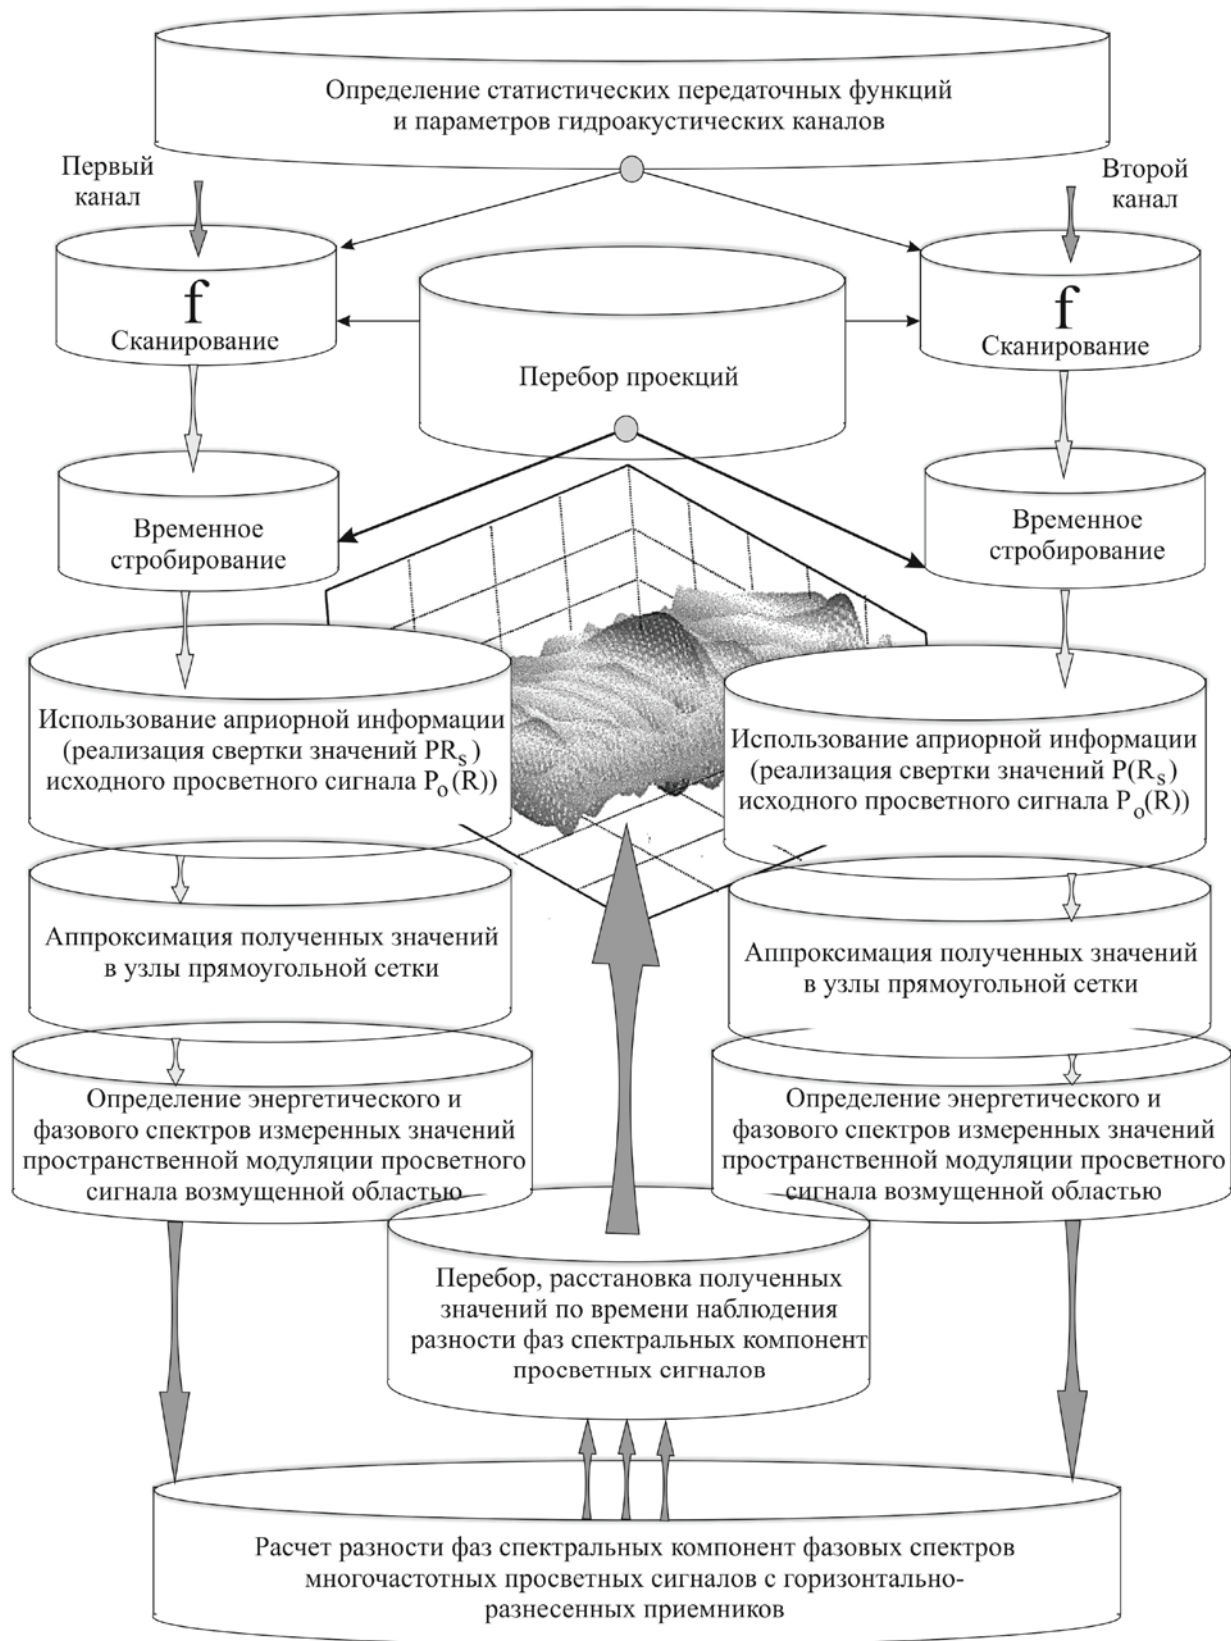 Определение статистических передаточных функций
и параметров гидроакустических каналов
Первый
канал
Второй
канал
f
Сканирование
f
Сканирование
Перебор проекций
Временное
стробирование
Временное
стробирование
Использование априорной информации
(реализация свертки значений PRs)
исходного просветного сигнала Po(R))
Использование априорной информации
(реализация свертки значений P(Rs)
исходного просветного сигнала Po(R))
Аппроксимация полученных значений
в узлы прямоугольной сетки
Аппроксимация полученных значений
в узлы прямоугольной сетки
Определение энергетического и
фазового спектров измеренных значений
пространственной модуляции просветного
сигнала возмущенной областью
Определение энергетического и
фазового спектров измеренных значений
пространственной модуляции просветного
сигнала возмущенной областью
Перебор, расстановка полученных
значений по времени наблюдения
разности фаз спектральных компонент
просветных сигналов
Расчет разности фаз спектральных компонент фазовых спектров
многочастотных просветных сигналов с горизонтально-
разнесенных приемников